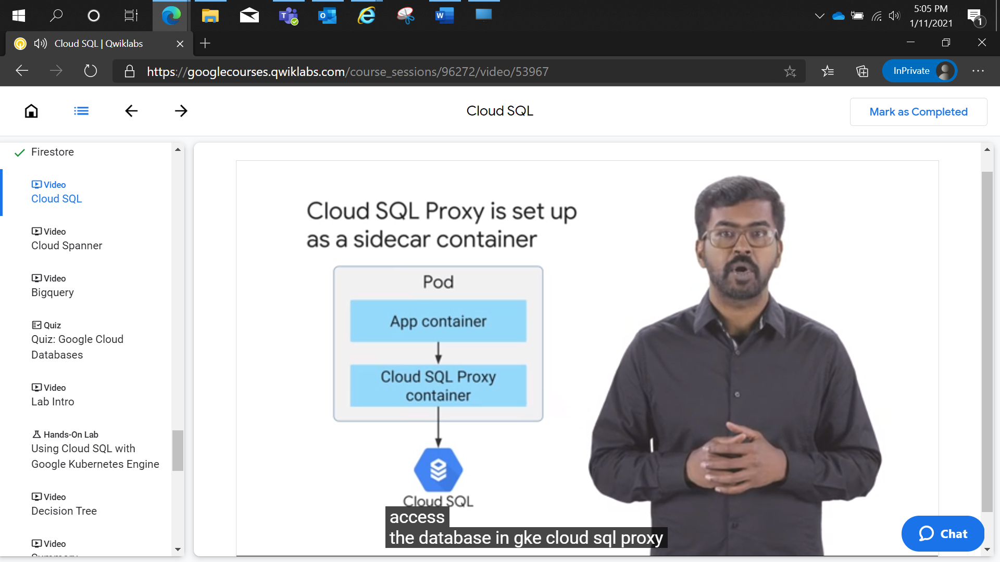 5:05 PM
1/11/2021
1
Cloud SQL | Qwiklabs
https://googlecourses.qwiklabs.com/course_sessions/96272/video/53967
InPrivate
Cloud SQL
Mark as Completed
Firestore
Video
Cloud SQL
Video
Cloud Spanner
Video
Bigquery
Quiz
Quiz: Google Cloud
Databases
Video
Lab Intro
Hands-On Lab
Using Cloud SQL with
Google Kubernetes Engine
Video
Decision Tree
Video
Summary
Cloud SQL Proxy is set up
as a sidecar container
Pod
App container
Cloud SQL Proxy
container
Cloud SQL
access
the database in gke cloud sql proxy
Chat